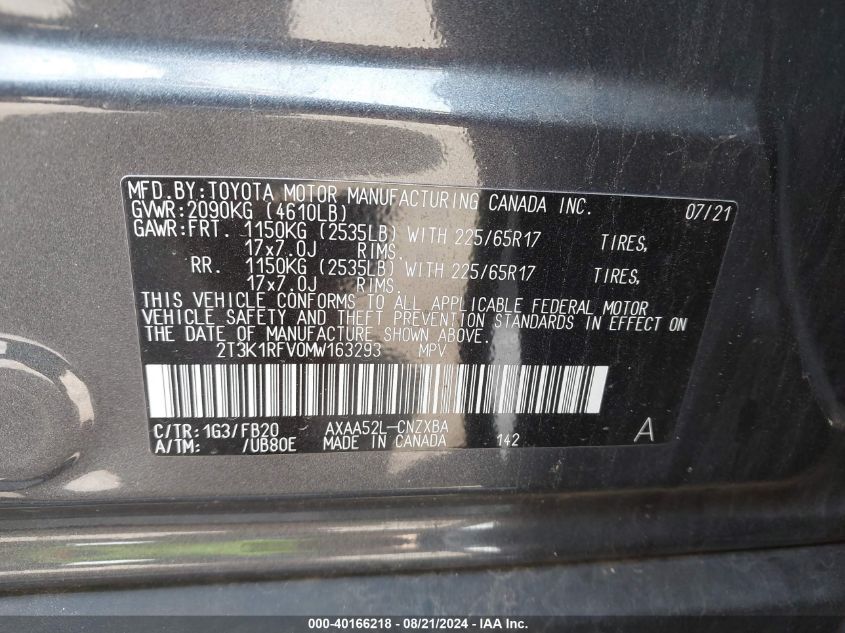 MFD.BY:TOYOTA MOTOR MANUFACTURING CANADA INC. 07/21
GVWR:2090KG (4610LB)
GAWR:FRT. 1150KG (2535LB) WITH 225/65R17 TIRES,
17x7.0J RIMS,
RR. 1150KG (2535LB) WITH 225/65R17 TIRES,
17x7.0J RIMS.
THIS VEHICLE CONFORMS TO ALL APPLICABLE FEDERAL MOTOR
VEHICLE SAFETY AND THEFT PREVENTION STANDARDS IN EFFECT ON
THE DATE OF MANUFACTURE SHOWN ABOVE.
2T3K1RFV0MW163293 MPV
C/TR:1G3/FB20 AXAA52L-CNZXBA
A/TM: /UB80E MADE IN CANADA 142 A
000-40166218 - 08/21/2024 - IAAI.COM